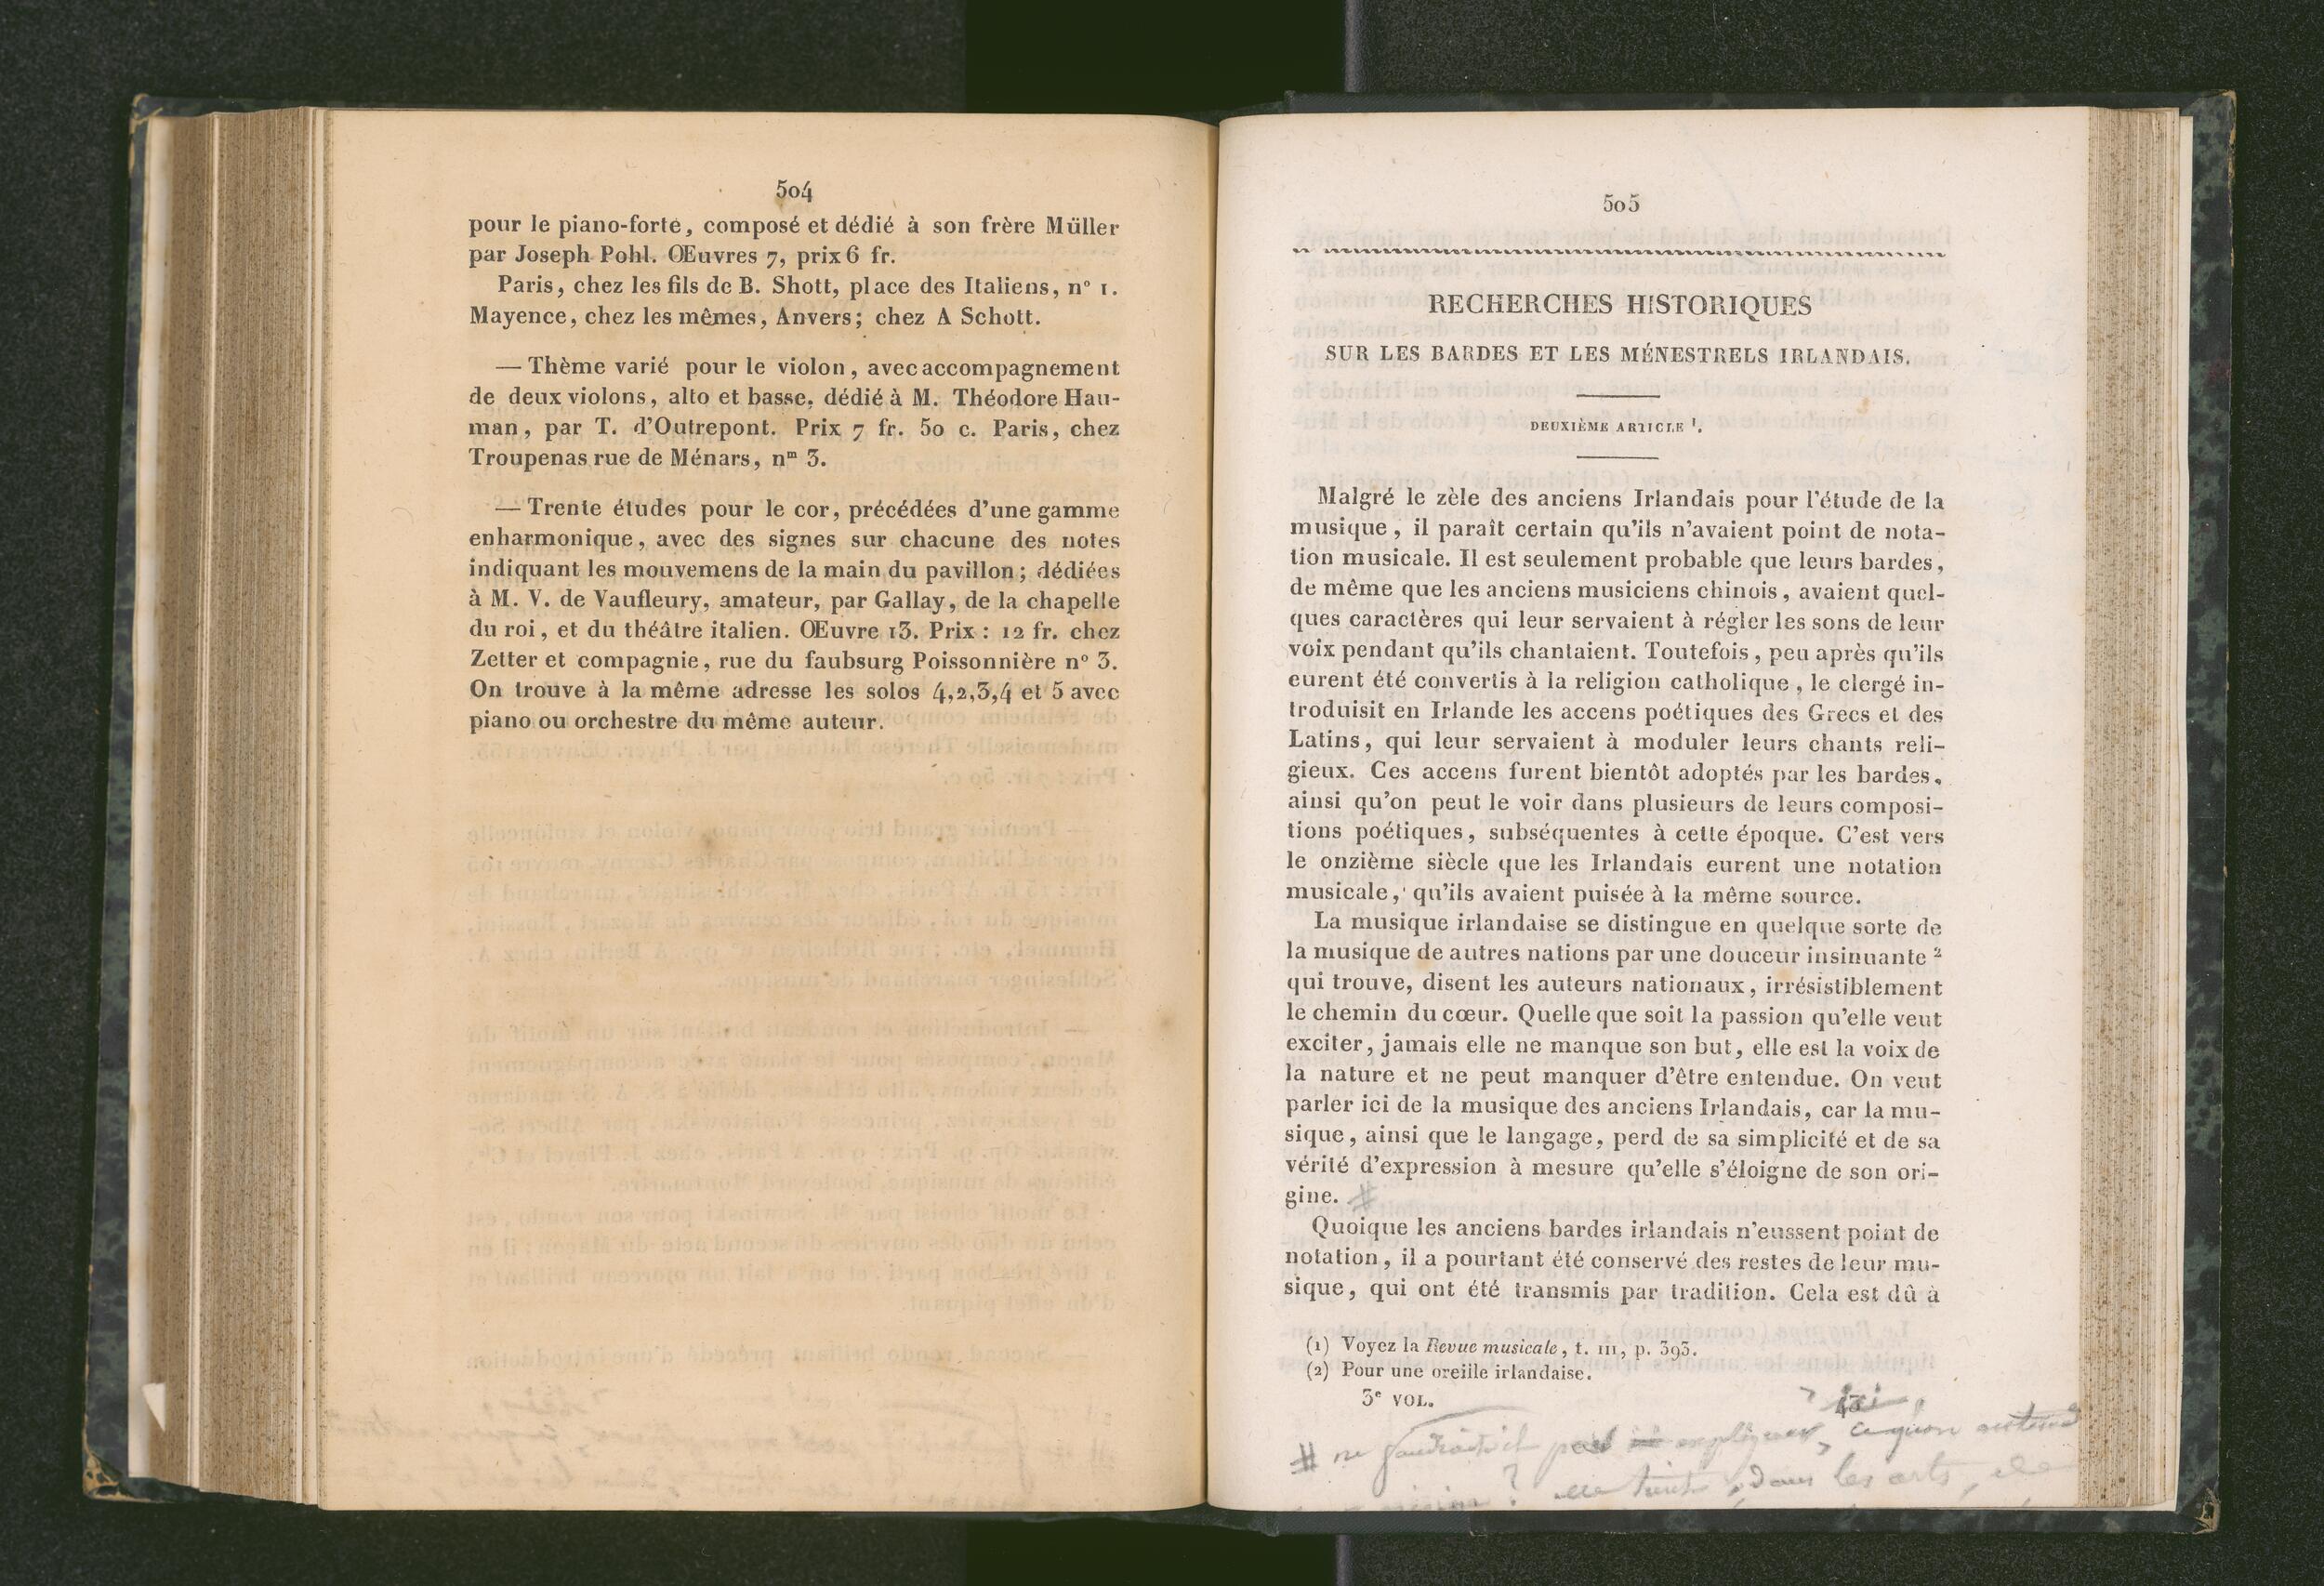 504
pour le piano-forte, composé et dédié à son frère Müller
par Joseph Pohl. Œuvres 7, prix 6 fr.
Paris, chez les fils de B. Shott, place des Italiens, n° 1.
Mayence, chez les mêmes, Anvers; chez A Schott.
— Thème varié pour le violon, avec accompagnement
de deux violons, alto et basse, dédié à M. Théodore Hau-
man, par T. d'Outrepont. Prix 7 fr. 50 c. Paris, chez
Troupenas rue de Ménars, nᵐ 3.
— Trente études pour le cor, précédées d'une gamme
enharmonique, avec des signes sur chacune des notes
indiquant les mouvemens de la main du pavillon; dédiées
à M. V. de Vaufleury, amateur, par Gallay, de la chapelle
du roi, et du théâtre italien. Œuvre 13. Prix: 12 fr. chez
Zetter et compagnie, rue du faubsurg Poissonnière n° 3.
On trouve à la même adresse les solos 4,2,3,4 et 5 avec
piano ou orchestre du même auteur.
505
RECHERCHES HISTORIQUES
SUR LES BARDES ET LES MÉNESTRELS IRLANDAIS.
DEUXIÈME ARTICLE ¹.
Malgré le zèle des anciens Irlandais pour l'étude de la
musique, il paraît certain qu'ils n'avaient point de nota-
tion musicale. Il est seulement probable que leurs bardes,
de même que les anciens musiciens chinois, avaient quel-
ques caractères qui leur servaient à régler les sons de leur
voix pendant qu'ils chantaient. Toutefois, peu après qu'ils
eurent été convertis à la religion catholique, le clergé in-
troduisit en Irlande les accens poétiques des Grecs et des
Latins, qui leur servaient à moduler leurs chants reli-
gieux. Ces accens furent bientôt adoptés par les bardes,
ainsi qu'on peut le voir dans plusieurs de leurs composi-
tions poétiques, subséquentes à cette époque. C'est vers
le onzième siècle que les Irlandais eurent une notation
musicale, qu'ils avaient puisée à la même source.
La musique irlandaise se distingue en quelque sorte de
la musique de autres nations par une douceur insinuante ²
qui trouve, disent les auteurs nationaux, irrésistiblement
le chemin du cœur. Quelle que soit la passion qu'elle veut
exciter, jamais elle ne manque son but, elle est la voix de
la nature et ne peut manquer d'être entendue. On veut
parler ici de la musique des anciens Irlandais, car la mu-
sique, ainsi que le langage, perd de sa simplicité et de sa
vérité d'expression à mesure qu'elle s'éloigne de son ori-
gine. #
Quoique les anciens bardes irlandais n'eussent point de
notation, il a pourtant été conservé des restes de leur mu-
sique, qui ont été transmis par tradition. Cela est dû à
(1) Voyez la Revue musicale, t. III, p. 393.
(2) Pour une oreille irlandaise.
3ᵉ VOL.
43
# ne faudroit-il pas expliquer ce qu'on entend
? dans les arts,